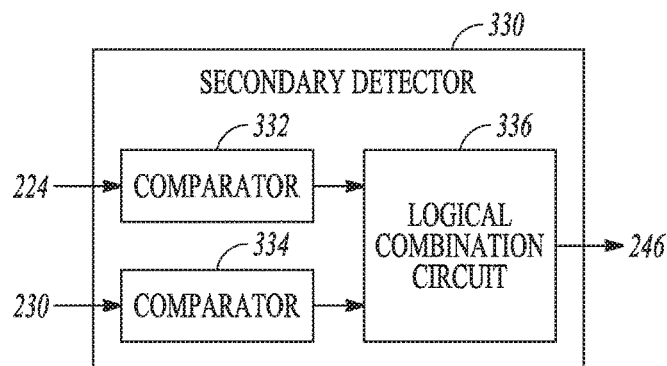 330
SECONDARY DETECTOR
332
336
224
COMPARATOR
LOGICAL
COMBINATION
CIRCUIT
246
334
230
COMPARATOR